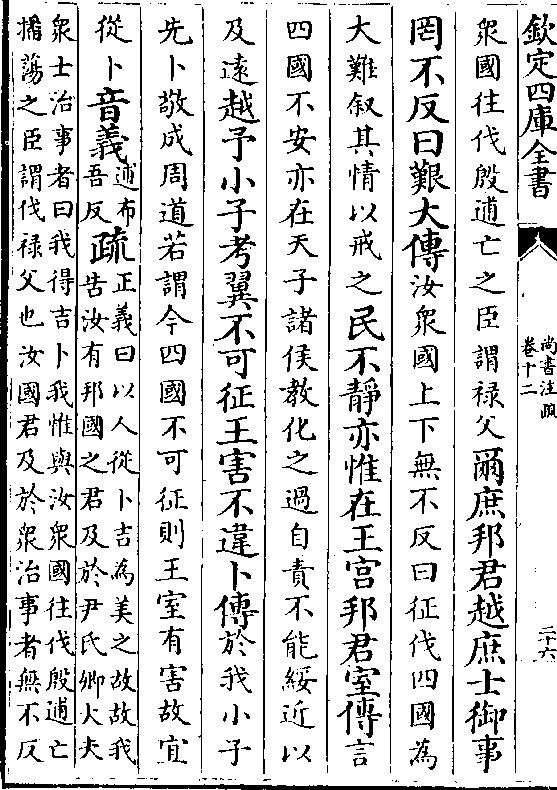 欽定四庫全書
尚書注疏
卷十二
二十六
衆國往伐殷逋亡之臣謂祿父爾庶邦君越庶士御事
罔不反曰艱大傳汝衆國上下無不反曰征伐四國為
大難叙其情以戒之民不靜亦惟在王宮邦君室傳言
四國不安亦在天子諸侯教化之過自責不能綏近以
及遠越予小子考翼不可征王害不違卜傳於我小子
先卜敬成周道若謂今四國不可征則王室有害故宜
從卜音義逋布
吾反疏正義曰以人從卜吉為美之故故我
告汝有邦國之君及於尹氏卿大夫
衆士治事者曰我得吉卜我惟與汝衆國往伐殷逋亡
播蕩之臣謂伐祿父也汝國君及於衆治事者無不反